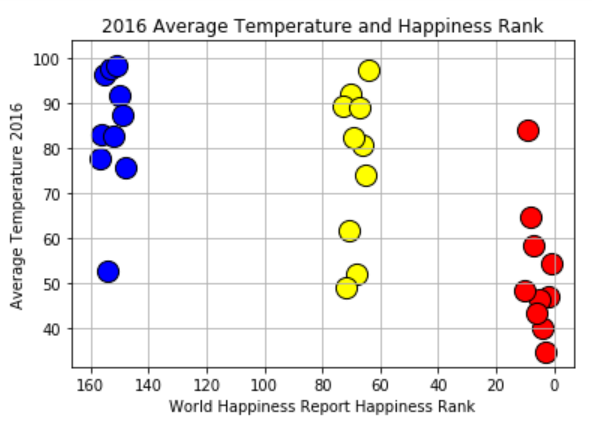 2016 Average Temperature and Happiness Rank
Average Temperature 2016
100
90
80
70
60
50
40
160 140 120 100 80 60 40 20 0
World Happiness Report Happiness Rank